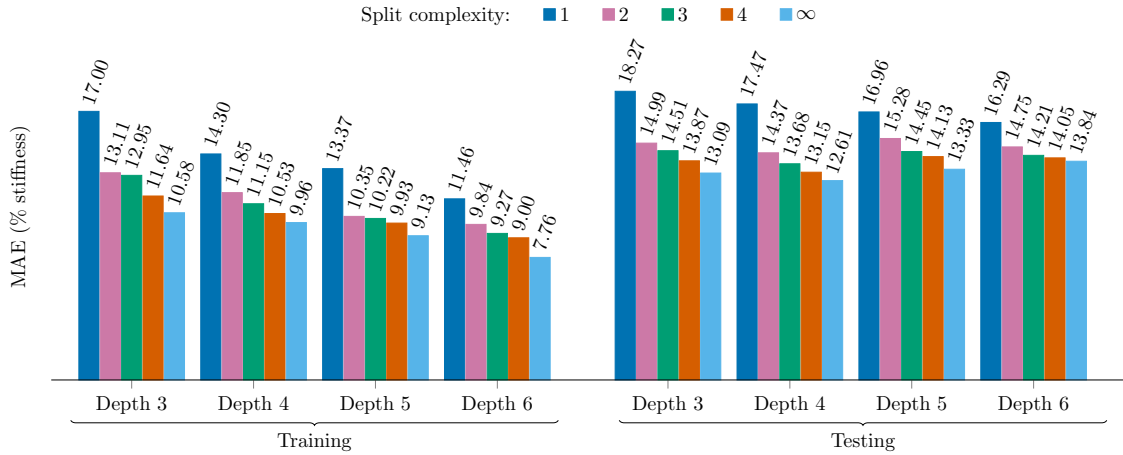 Split complexity: 1 2 3 4 ∞
MAE (% stiffness)
17.00 13.11 12.95 11.64 10.58
14.30 11.85 11.15 10.53 9.96
13.37 10.35 10.22 9.93 9.13
11.46 9.84 9.27 9.00 7.76
18.27 14.99 14.51 13.87 13.09
17.47 14.37 13.68 13.15 12.61
16.96 15.28 14.45 14.13 13.33
16.29 14.75 14.21 14.05 13.84
Depth 3 Depth 4 Depth 5 Depth 6 Depth 3 Depth 4 Depth 5 Depth 6
Training Testing